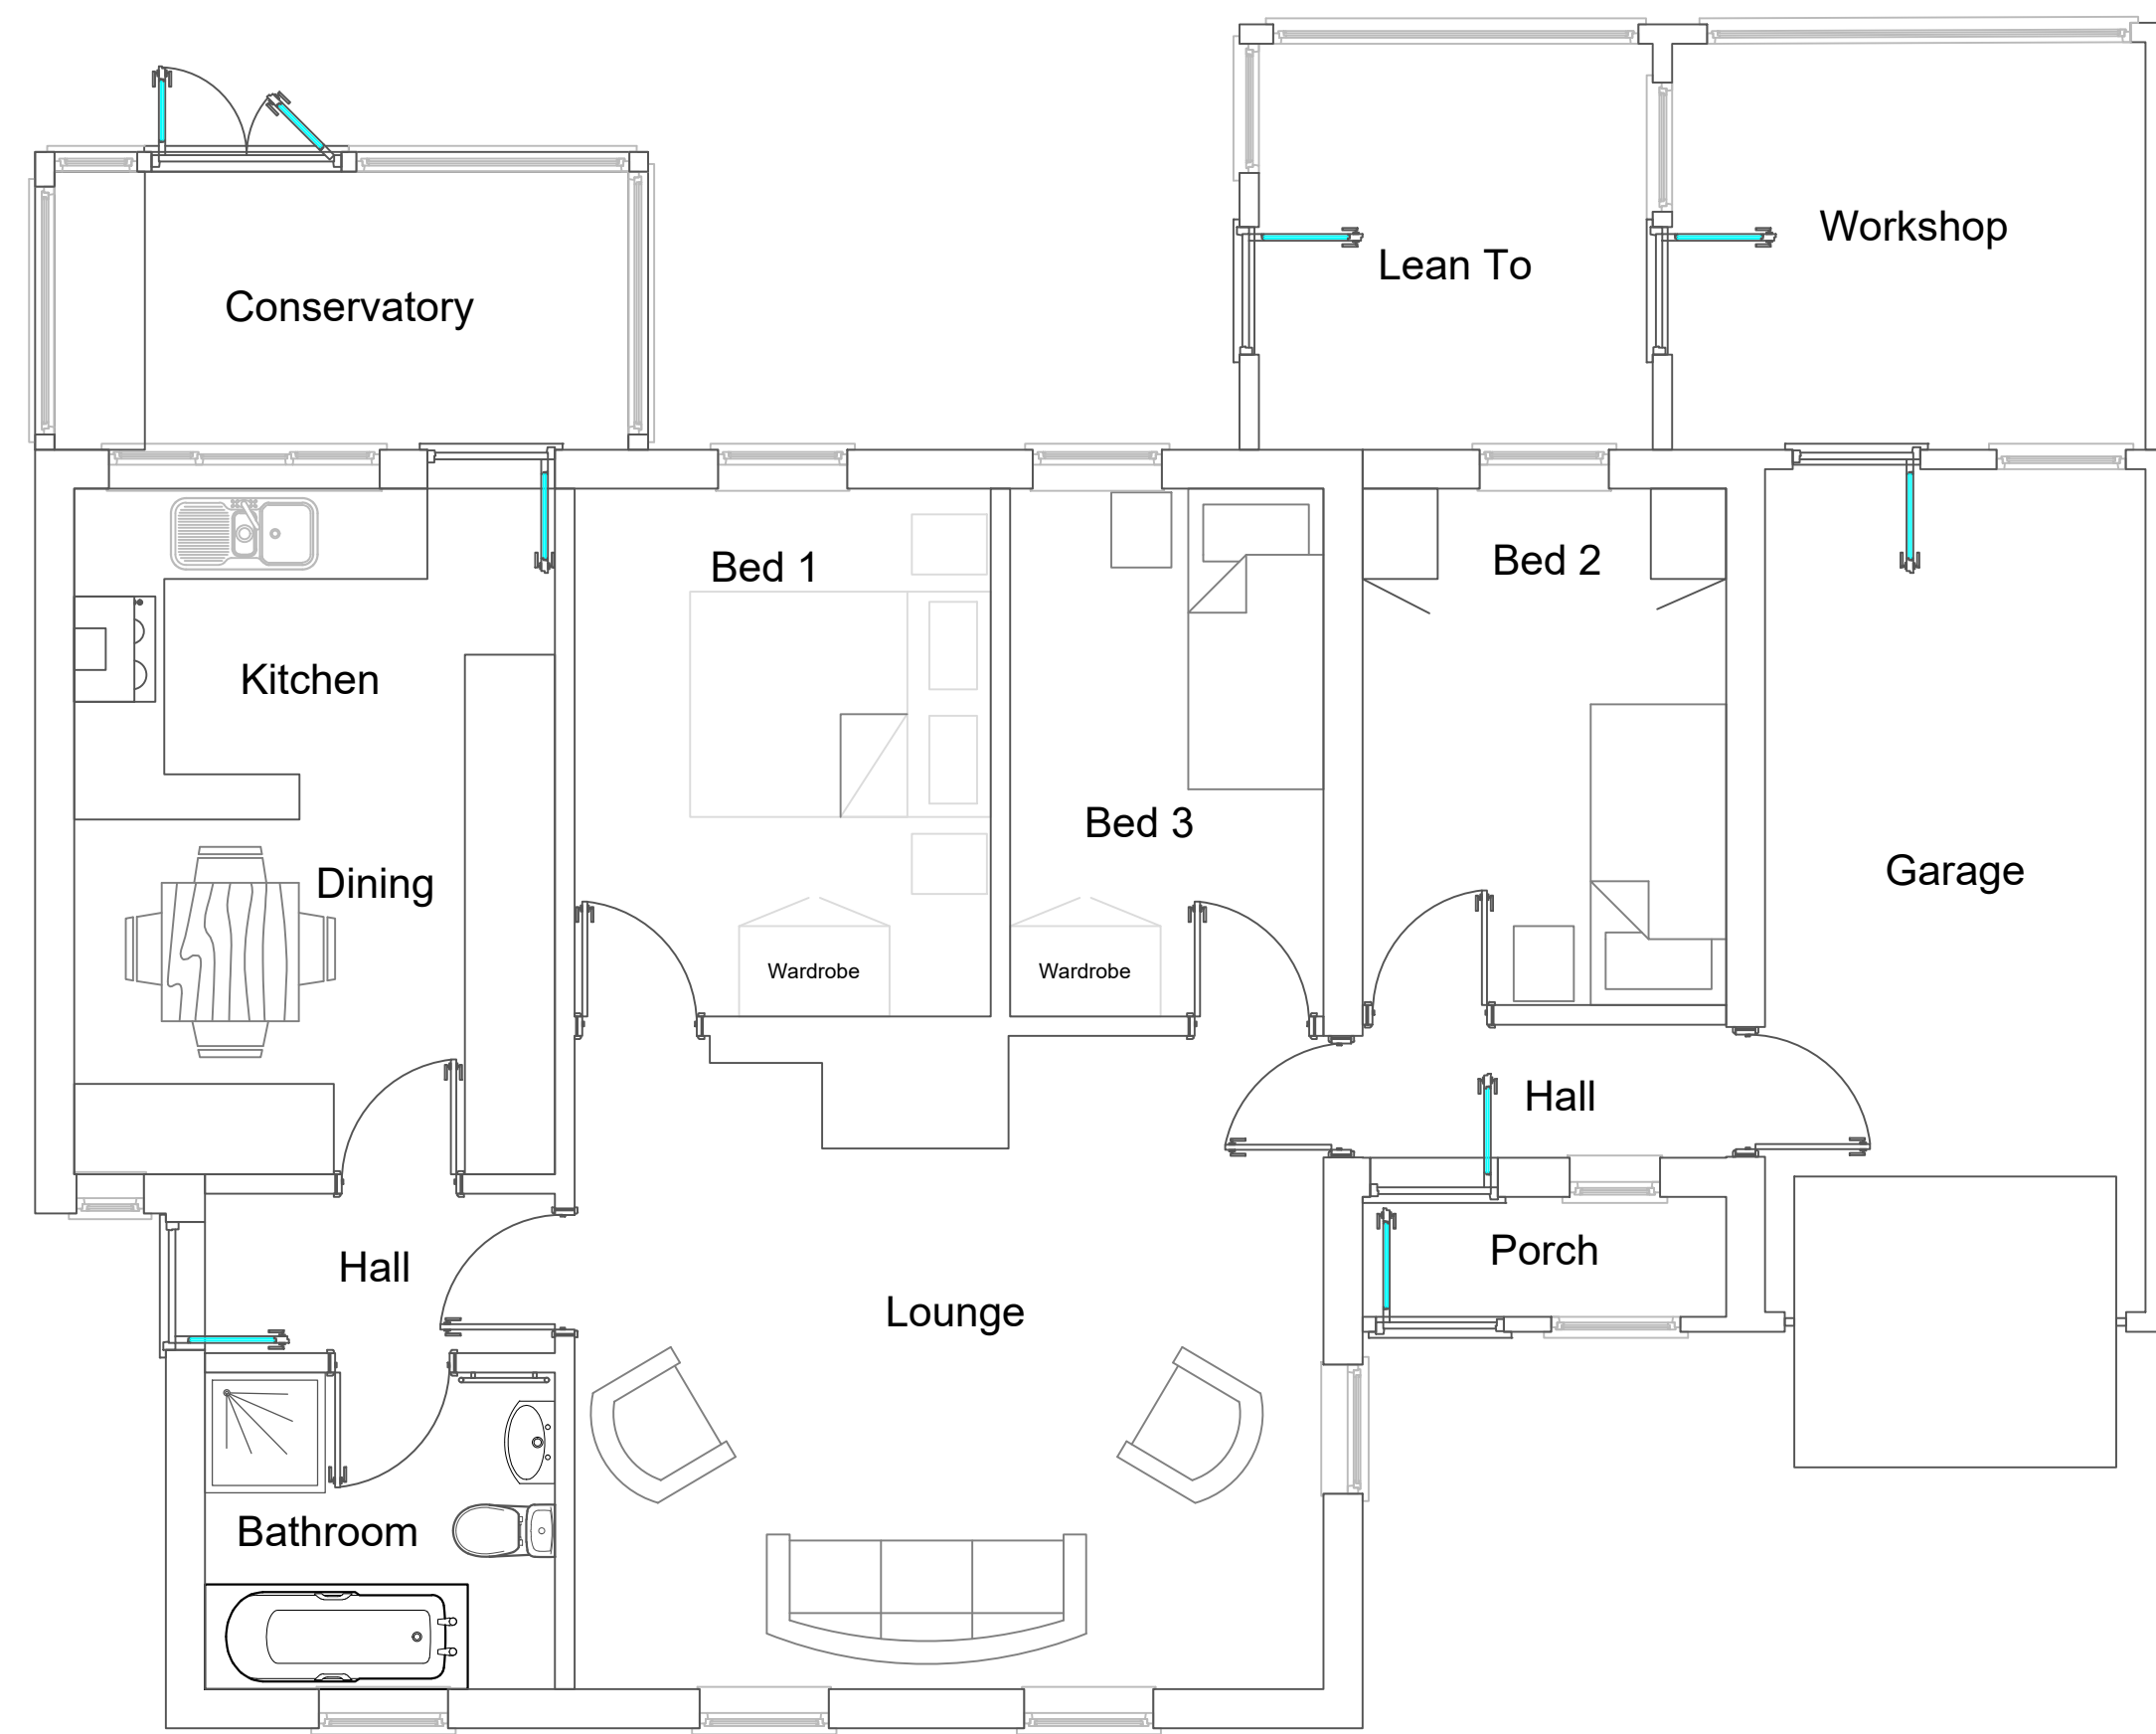 Workshop
Lean To
Conservatory
Bed 1
Bed 2
Kitchen
Bed 3
Garage
Dining
Wardrobe
Wardrobe
Hall
Porch
Hall
Lounge
Bathroom